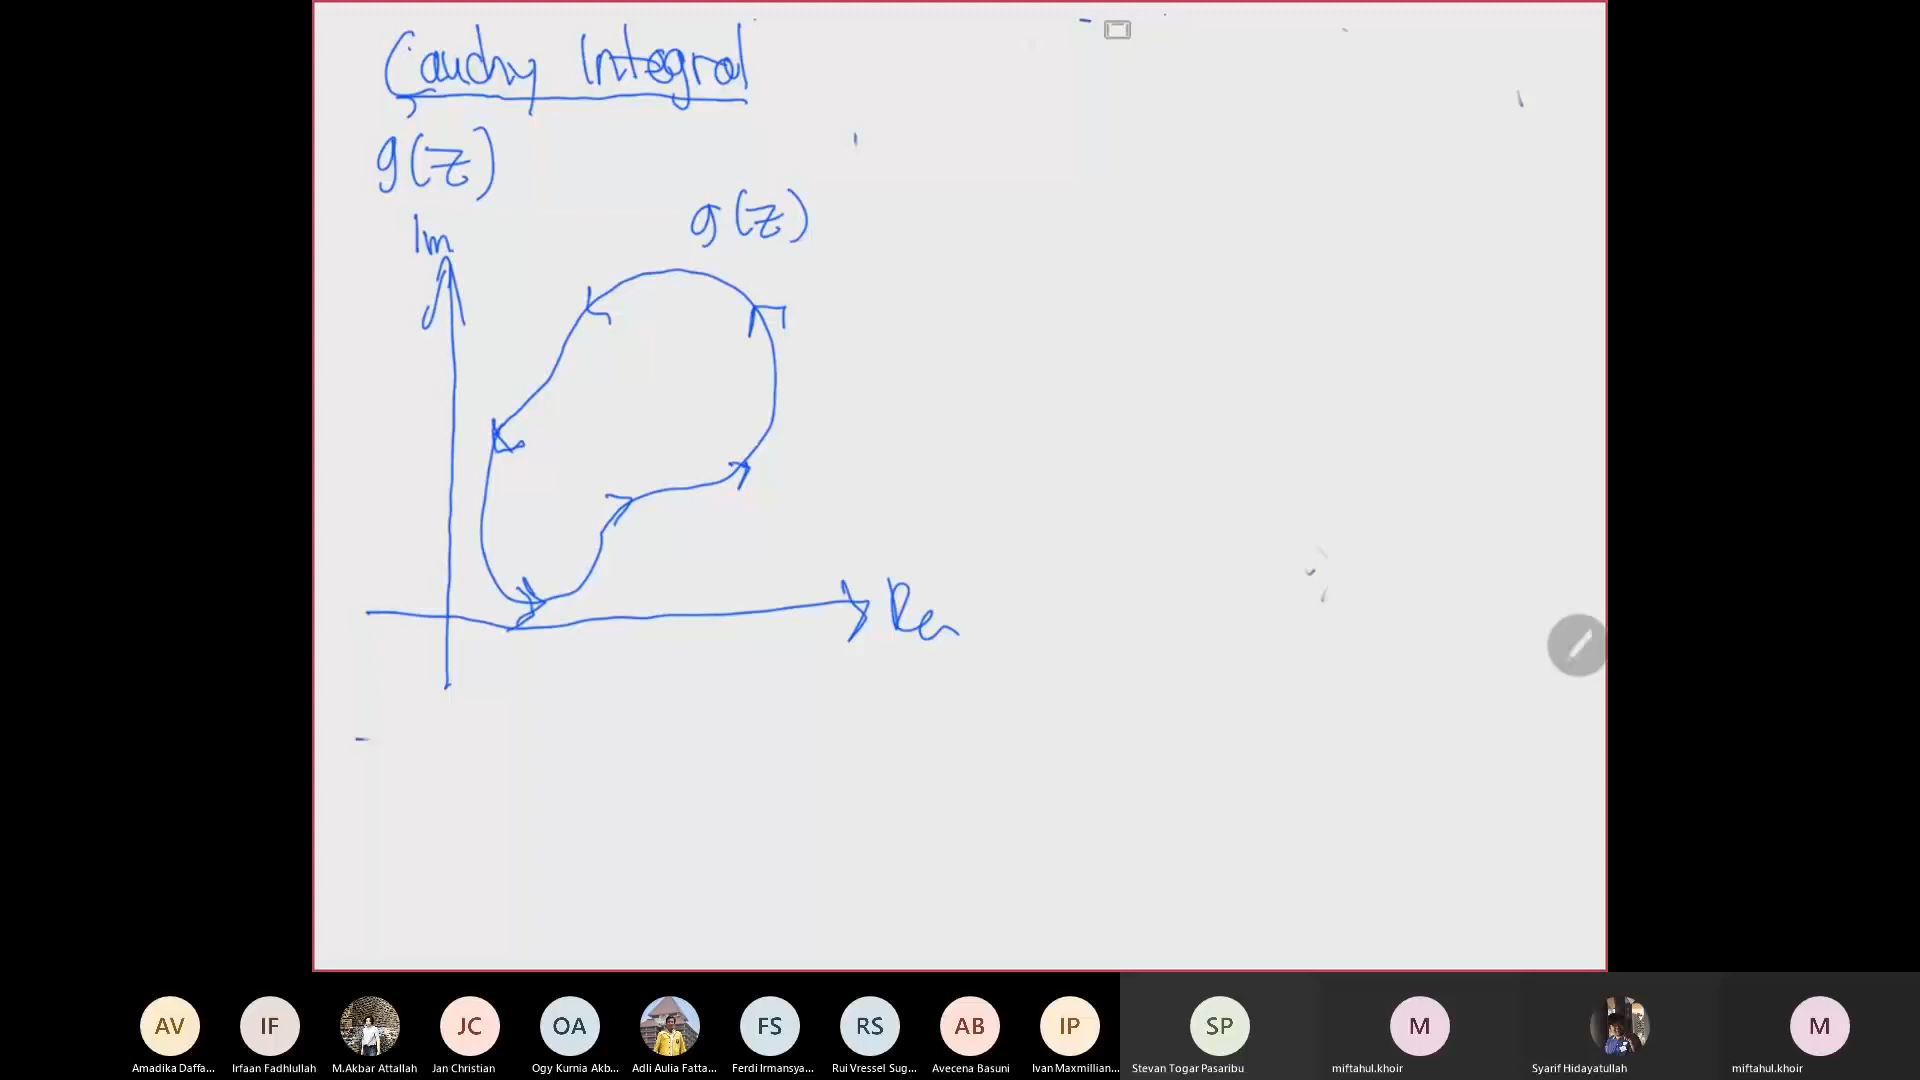 Cauchy Integral
g(z)
g(z)
Im
Re
AV
IF
JC
OA
FS
RS
AB
IP
SP
M
M
Amadika Daffa...
Irfaan Fadhlullah
M.Akbar Attallah
Jan Christian
Ogy Kurnia Akb...
Adli Aulia Fatta...
Ferdi Irmansya...
Rui Vressel Sug...
Avecena Basuni
Ivan Maxmillian...
Stevan Togar Pasaribu
miftahul.khoir
Syarif Hidayatullah
miftahul.khoir